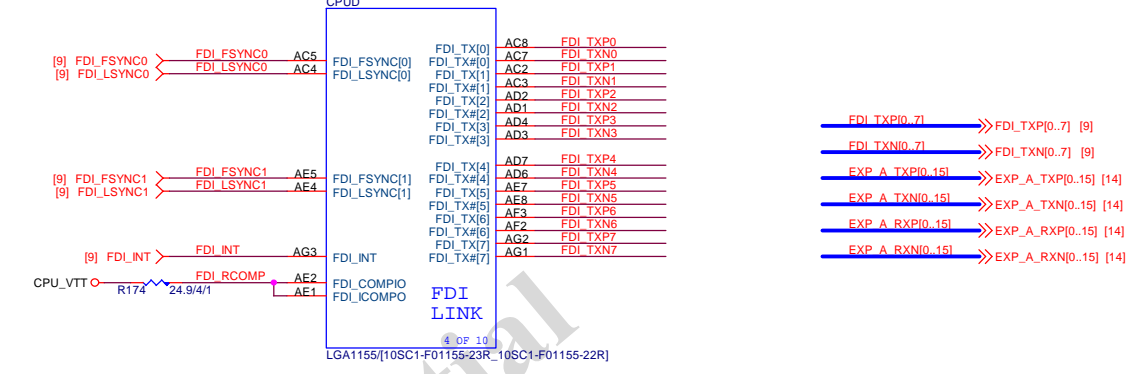 CPUD
[9] FDI_FSYNC0 FDI_FSYNC0 AC5 FDI_FSYNC[0]
[9] FDI_LSYNC0 FDI_LSYNC0 AC4 FDI_LSYNC[0]
FDI_TX[0] AC8 FDI_TXP0
FDI_TX#[0] AC7 FDI_TXN0
FDI_TX[1] AC2 FDI_TXP1
FDI_TX#[1] AC3 FDI_TXN1
FDI_TX[2] AD2 FDI_TXP2
FDI_TX#[2] AD1 FDI_TXN2
FDI_TX[3] AD4 FDI_TXP3
FDI_TX#[3] AD3 FDI_TXN3
[9] FDI_FSYNC1 FDI_FSYNC1 AE5 FDI_FSYNC[1]
[9] FDI_LSYNC1 FDI_LSYNC1 AE4 FDI_LSYNC[1]
FDI_TX[4] AD7 FDI_TXP4
FDI_TX#[4] AD6 FDI_TXN4
FDI_TX[5] AE7 FDI_TXP5
FDI_TX#[5] AE8 FDI_TXN5
FDI_TX[6] AF3 FDI_TXP6
FDI_TX#[6] AF2 FDI_TXN6
FDI_TX[7] AG2 FDI_TXP7
FDI_TX#[7] AG1 FDI_TXN7
[9] FDI_INT FDI_INT AG3 FDI_INT
CPU_VTT R174 24.9/4/1 FDI_RCOMP AE2 FDI_COMPIO
AE1 FDI_ICOMPO
FDI
LINK
4 OF 10
LGA1155/[10SC1-F01155-23R_10SC1-F01155-22R]
FDI_TXP[0..7] FDI_TXP[0..7] [9]
FDI_TXN[0..7] FDI_TXN[0..7] [9]
EXP_A_TXP[0..15] EXP_A_TXP[0..15] [14]
EXP_A_TXN[0..15] EXP_A_TXN[0..15] [14]
EXP_A_RXP[0..15] EXP_A_RXP[0..15] [14]
EXP_A_RXN[0..15] EXP_A_RXN[0..15] [14]
tial